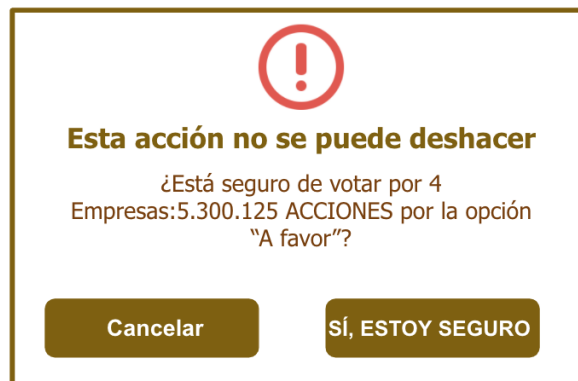 Esta acción no se puede deshacer
¿Está seguro de votar por 4
Empresas:5.300.125 ACCIONES por la opción
“A favor”?
Cancelar
SÍ, ESTOY SEGURO